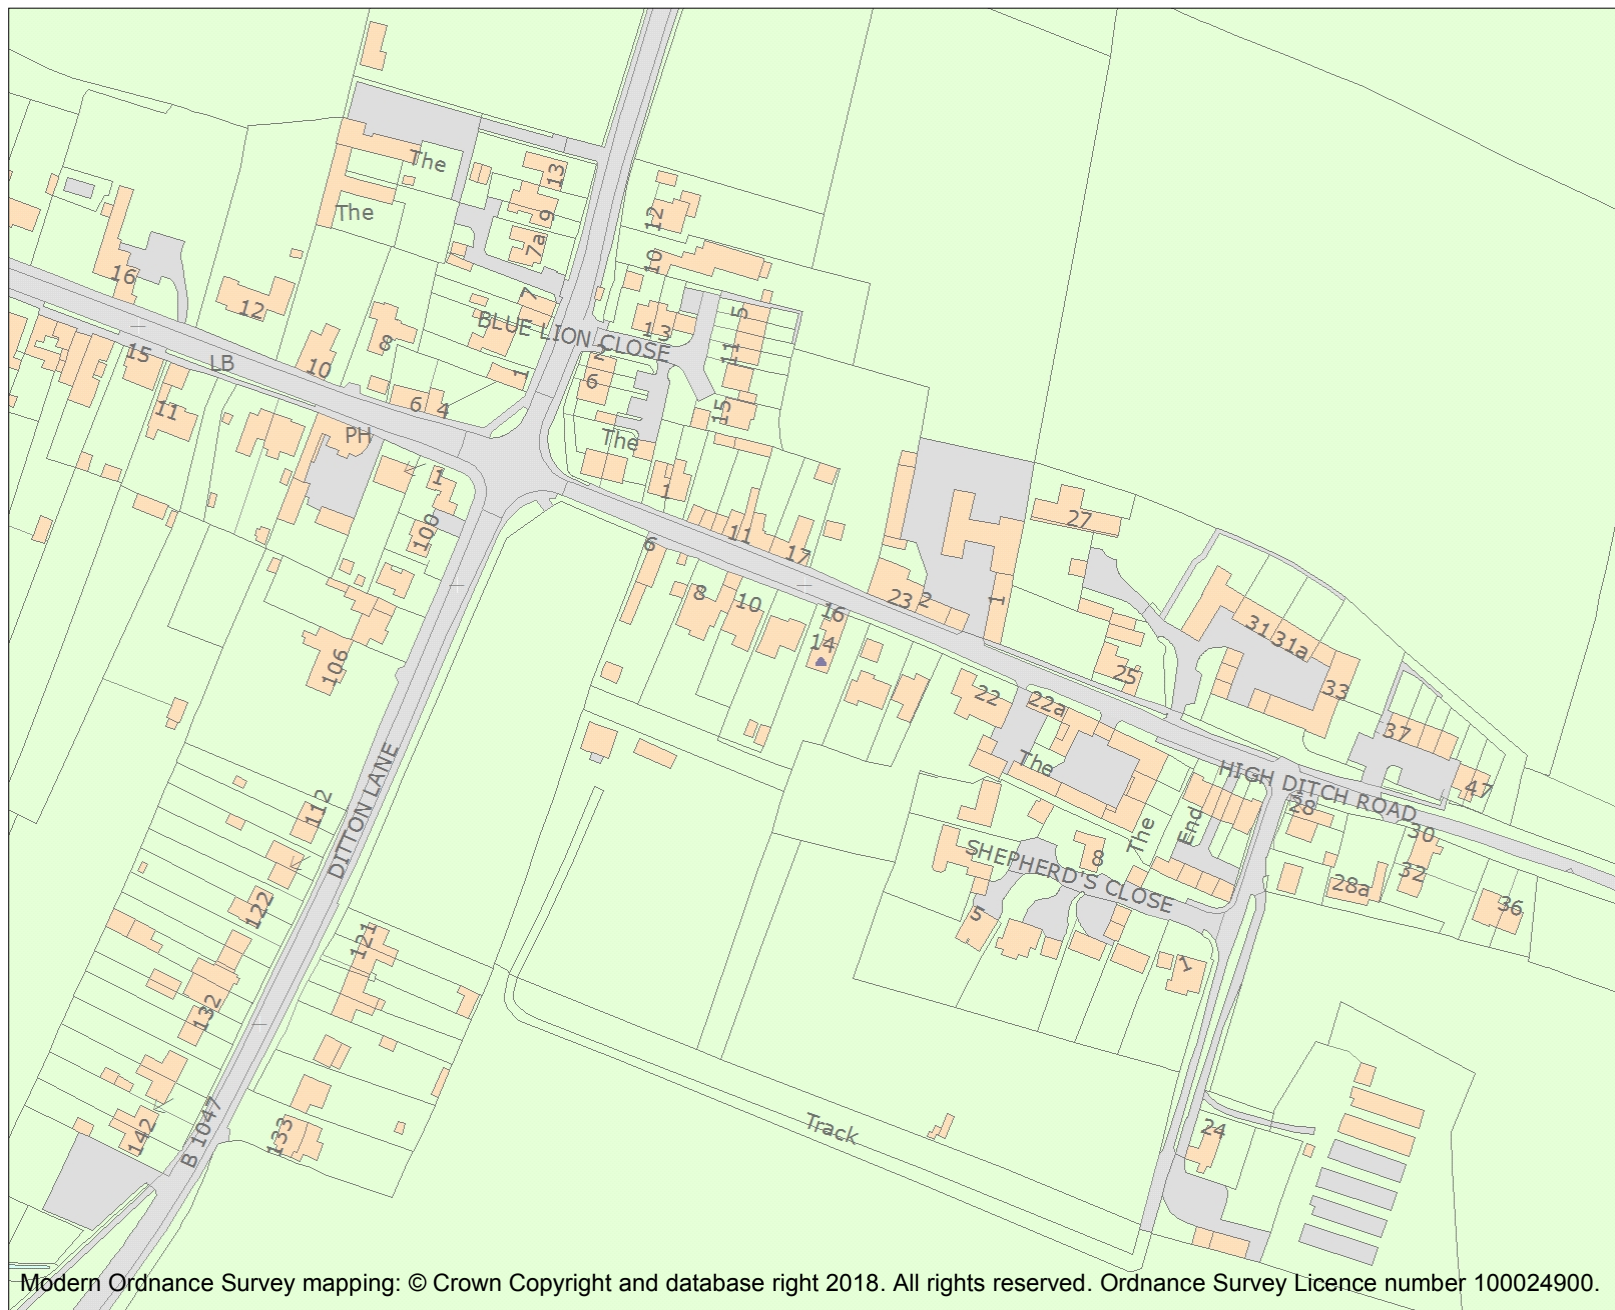 The
13
The
9
12
7a
10
16
12
7
5
BLUE LION CLOSE
1 3
8
11
2
15
LB
10
6
1
11
6 4
15
PH
The
1
1
27
100
11
6
17
8
10
23 2
1
16
31 31a
14
106
25
33
22
22a
37
The
HIGH DITCH ROAD
47
112
28
DITTON LANE
The
End
30
8
SHEPHERD'S CLOSE
32
28a
122
36
5
121
1
132
Track
24
B 1047
142
133
Modern Ordnance Survey mapping: © Crown Copyright and database right 2018. All rights reserved. Ordnance Survey Licence number 100024900.